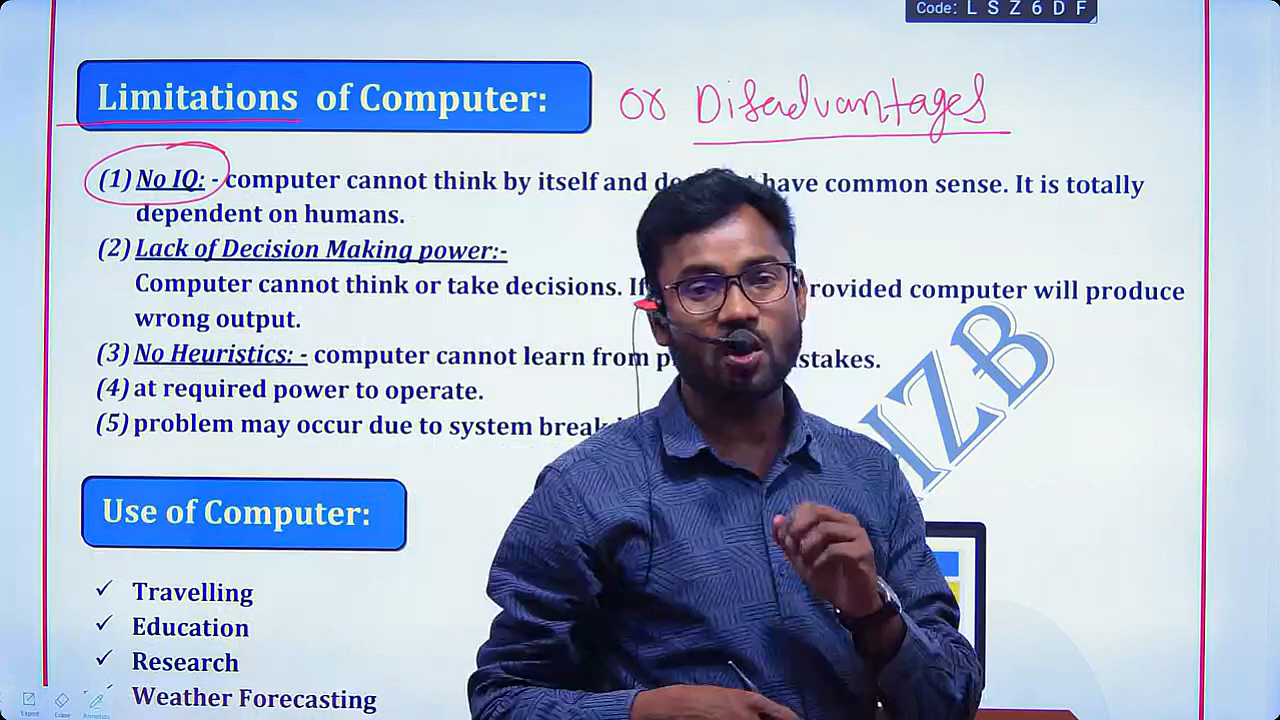 Code: L S Z 6 D F
Limitations of Computer: or Disadvantages
(1) No IQ: - computer cannot think by itself and have common sense. It is totally
dependent on humans.
(2) Lack of Decision Making power:-
Computer cannot think or take decisions. If rovided computer will produce
wrong output.
(3) No Heuristics: - computer cannot learn from stakes.
(4) at required power to operate.
(5) problem may occur due to system break
HZB
Use of Computer:
✓ Travelling
✓ Education
✓ Research
Weather Forecasting